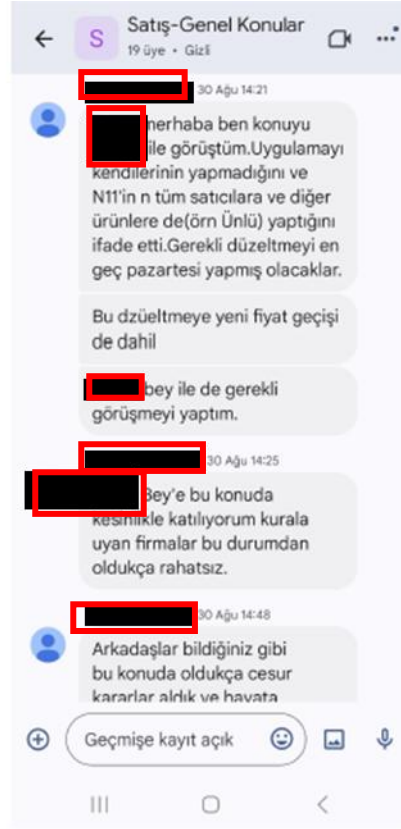 Satış-Genel Konular
S
19 üye • Gizli
30 Ağu 14:21
merhaba ben konuyu
ile görüştüm.Uygulamayı
kendilerinin yapmadığını ve
N11'in n tüm satıcılara ve diğer
ürünlere de(örn Ünlü) yaptığını
ifade etti.Gerekli düzeltmeyi en
geç pazartesi yapmış olacaklar.
Bu dzüeltmeye yeni fiyat geçişi
de dahil
bey ile de gerekli
görüşmeyi yaptım.
30 Ağu 14:25
Bey'e bu konuda
kesinlikle katılıyorum kurala
uyan firmalar bu durumdan
oldukça rahatsız.
30 Ağu 14:48
Arkadaşlar bildiğiniz gibi
bu konuda oldukça cesur
kararlar aldık ve hayata
Geçmişe kayıt açık